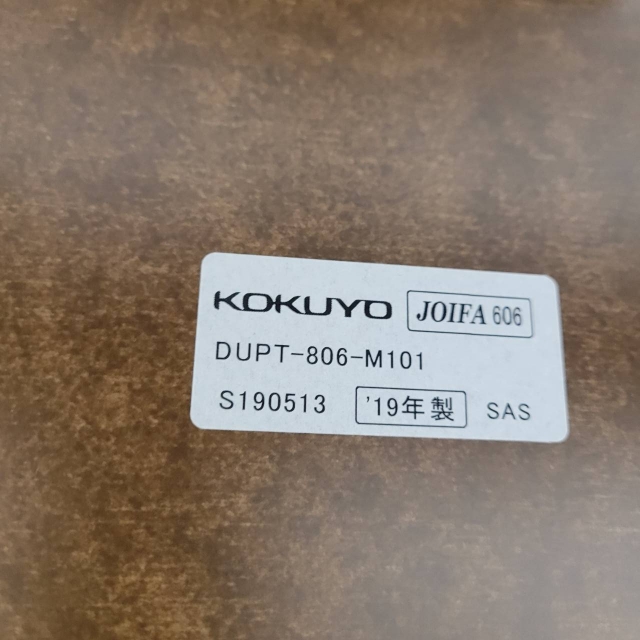 KOKUYO JOIFA 606
DUPT-806-M101
S190513 '19年製 SAS